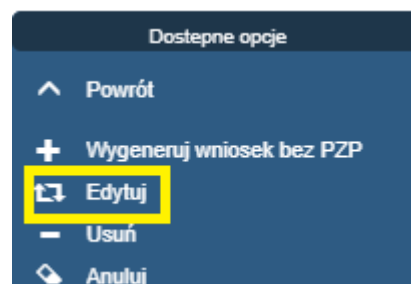 Dostepne opcje
Powrót
Wygeneruj wniosek bez PZP
Edytuj
Usuń
Anuluj